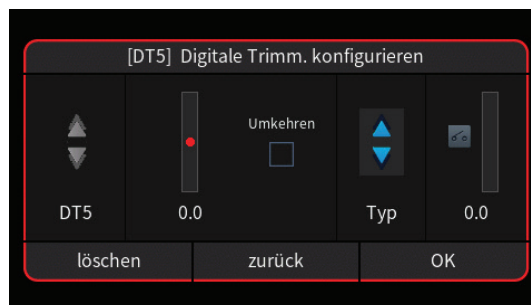 [DT5] Digitale Trimm. konfigurieren
Umkehren
DT5 0.0 Typ 0.0
löschen zurück OK